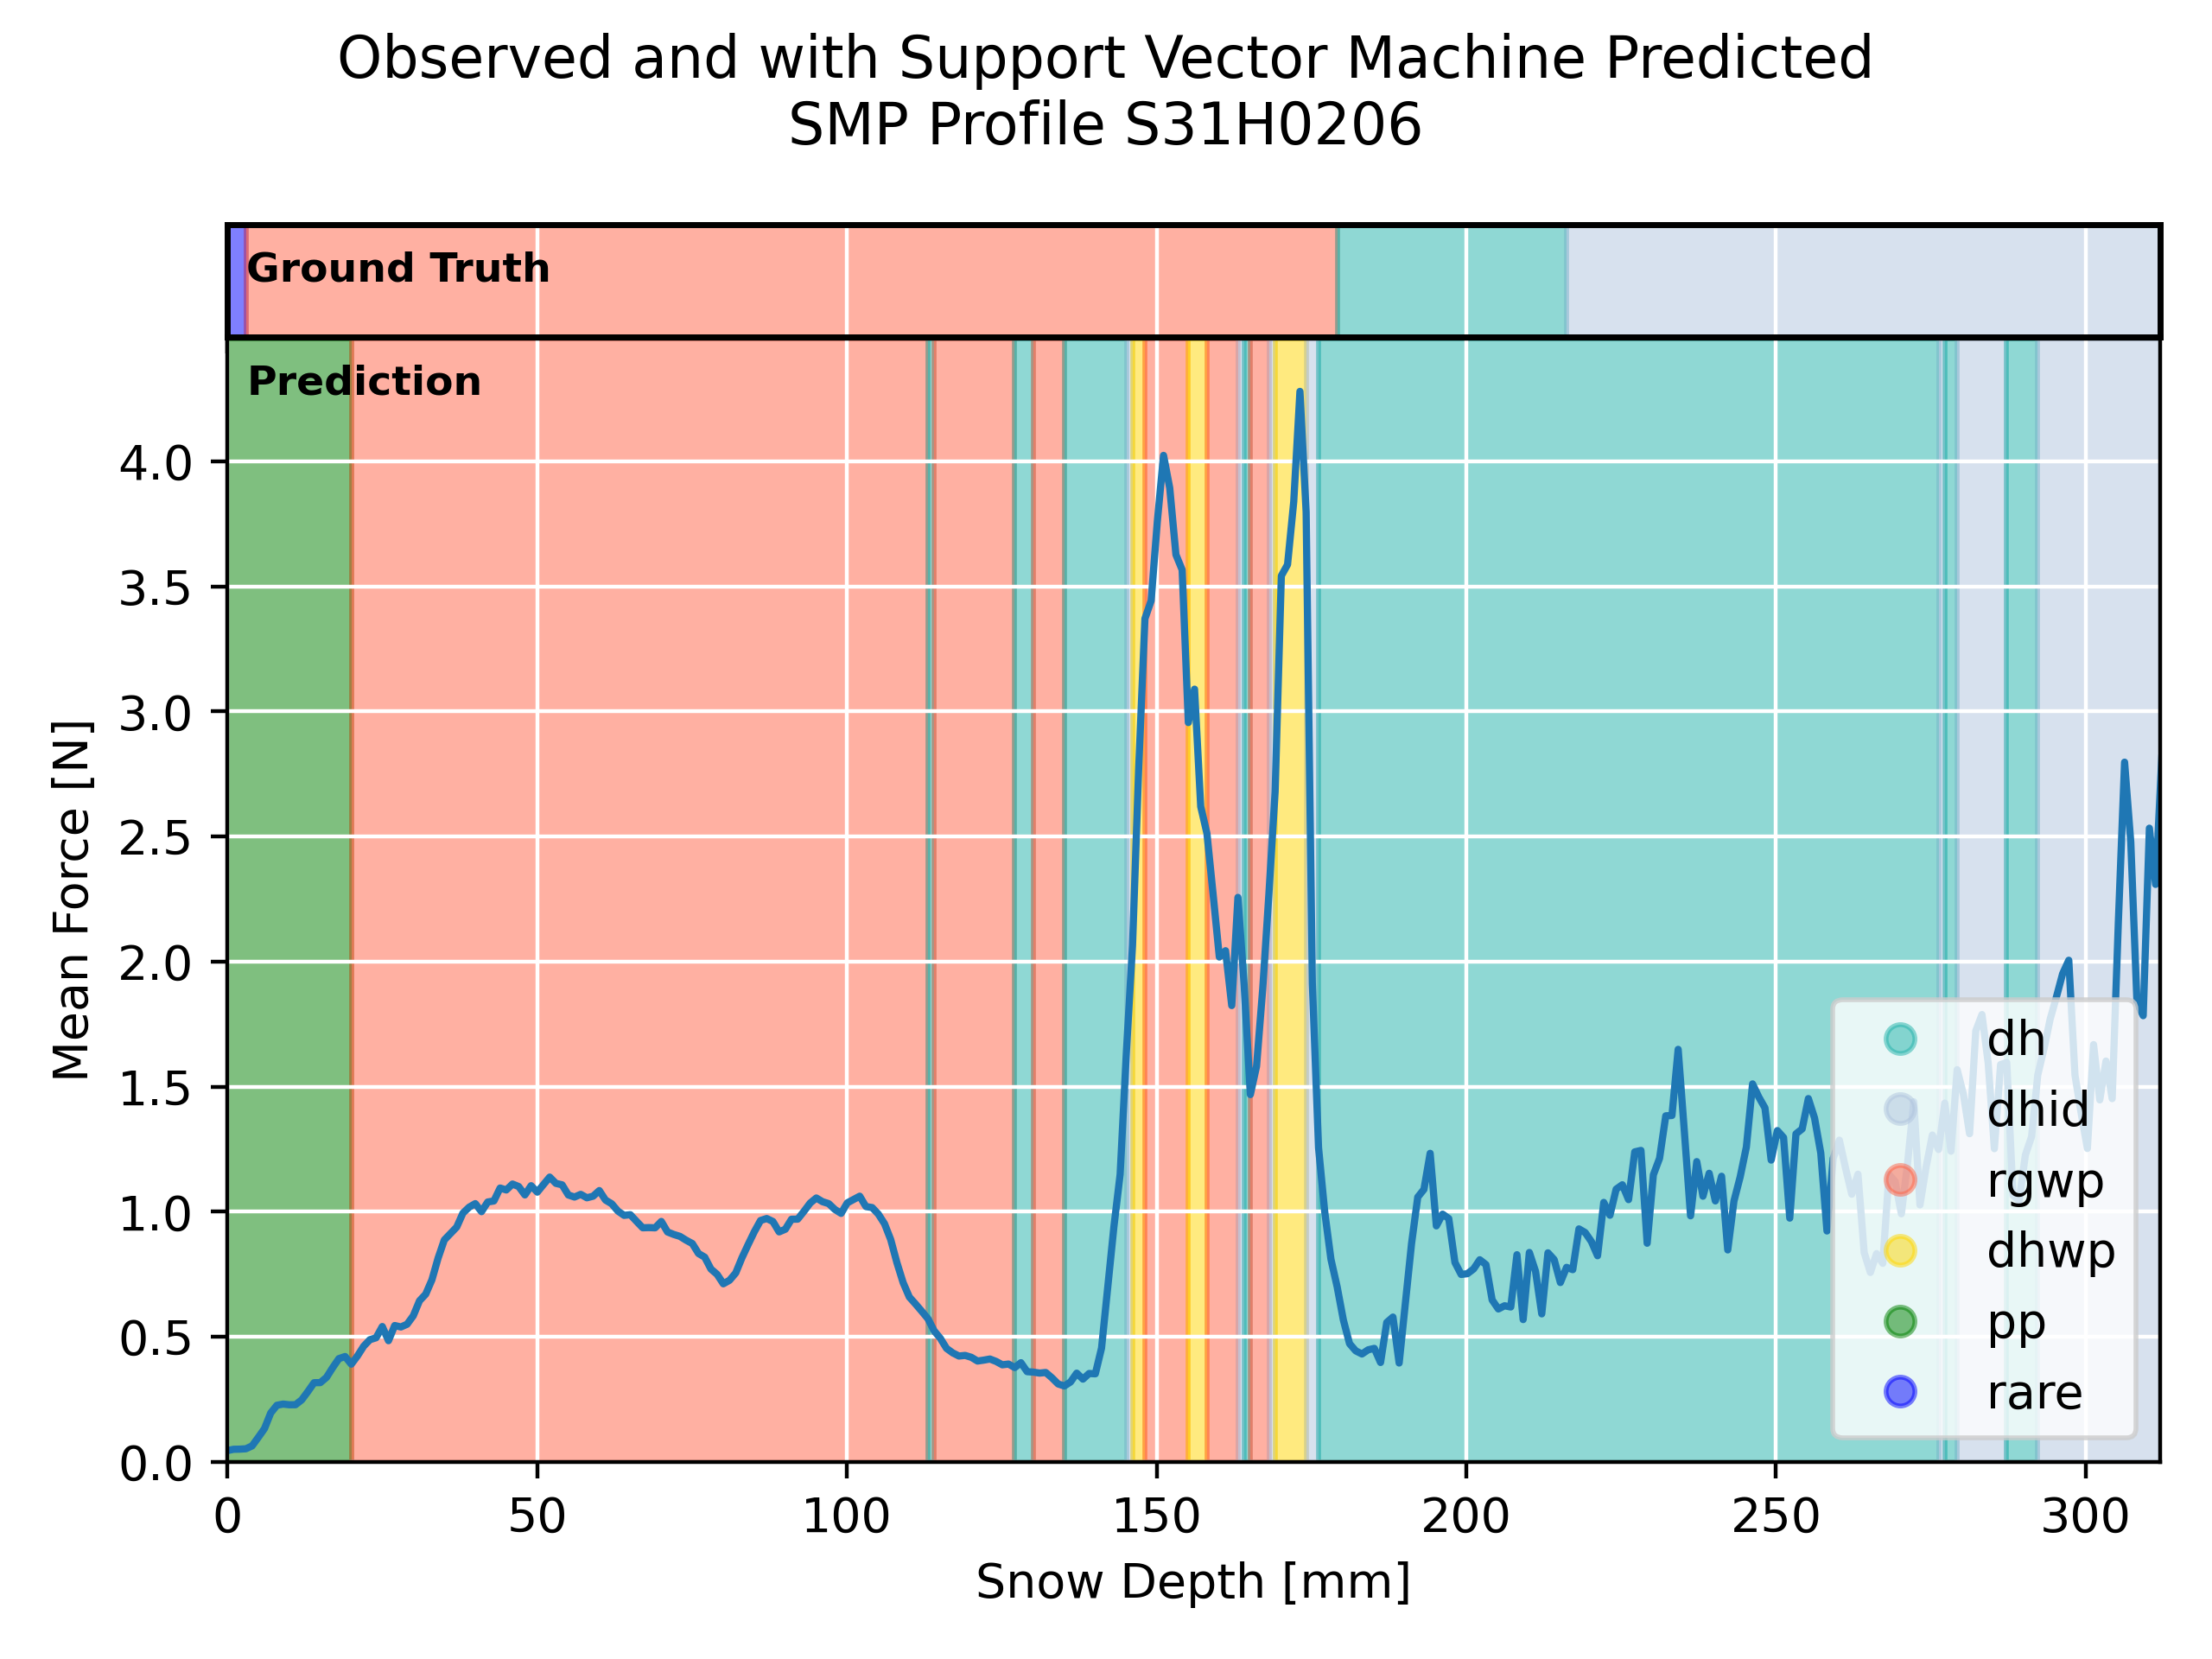 Observed and with Support Vector Machine Predicted
SMP Profile S31H0206
Ground Truth
Prediction
4.0
3.5
3.0
2.5
2.0
1.5
1.0
0.5
0.0
Mean Force [N]
dh
dhid
rgwp
dhwp
pp
rare
0 50 100 150 200 250 300
Snow Depth [mm]